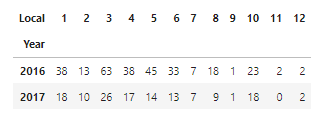 Local 1 2 3 4 5 6 7 8 9 10 11 12
Year
2016 38 13 63 38 45 33 7 18 1 23 2 2
2017 18 10 26 17 14 13 7 9 1 18 0 2